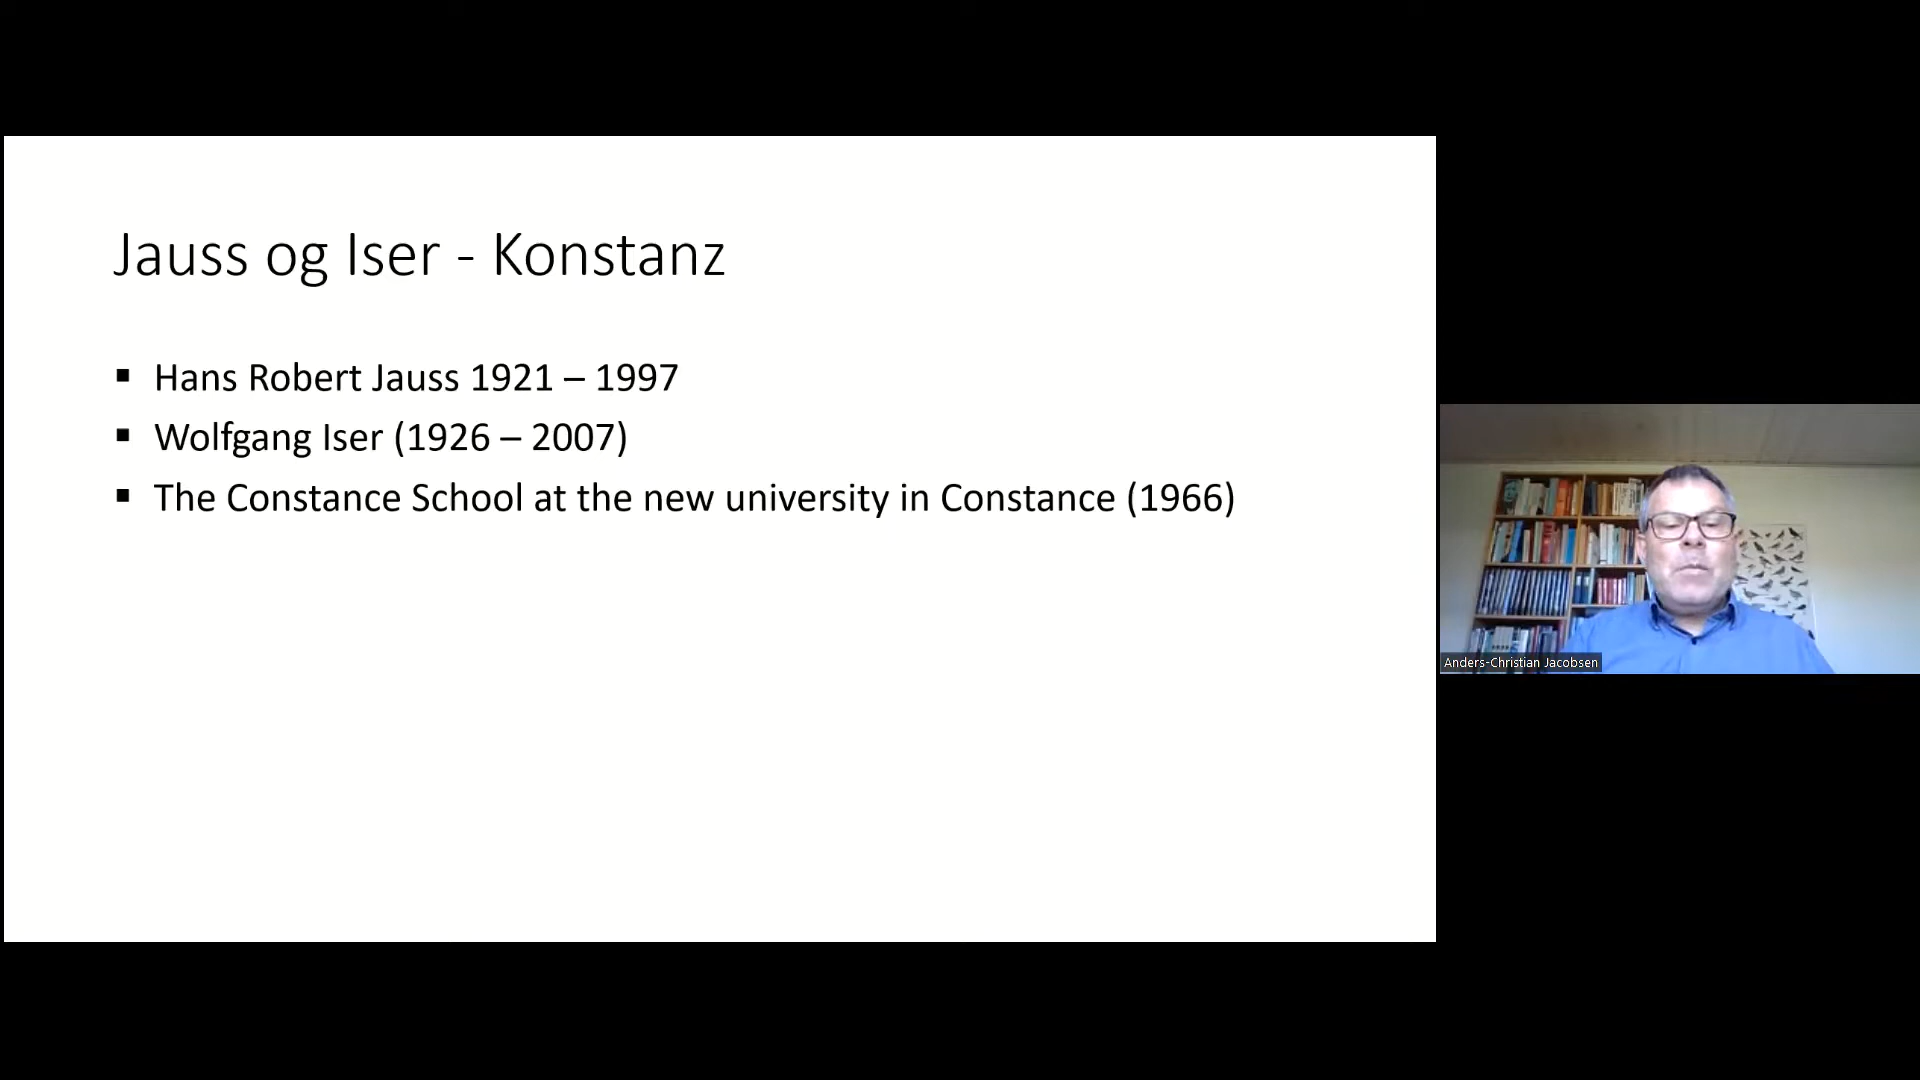 Jauss og Iser - Konstanz
▪ Hans Robert Jauss 1921 – 1997
▪ Wolfgang Iser (1926 – 2007)
▪ The Constance School at the new university in Constance (1966)
Anders-Christian Jacobsen